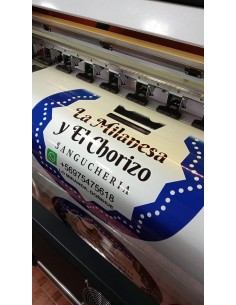 La Milanesa
y El Chorizo
SANGUCHERIA
+56975475618